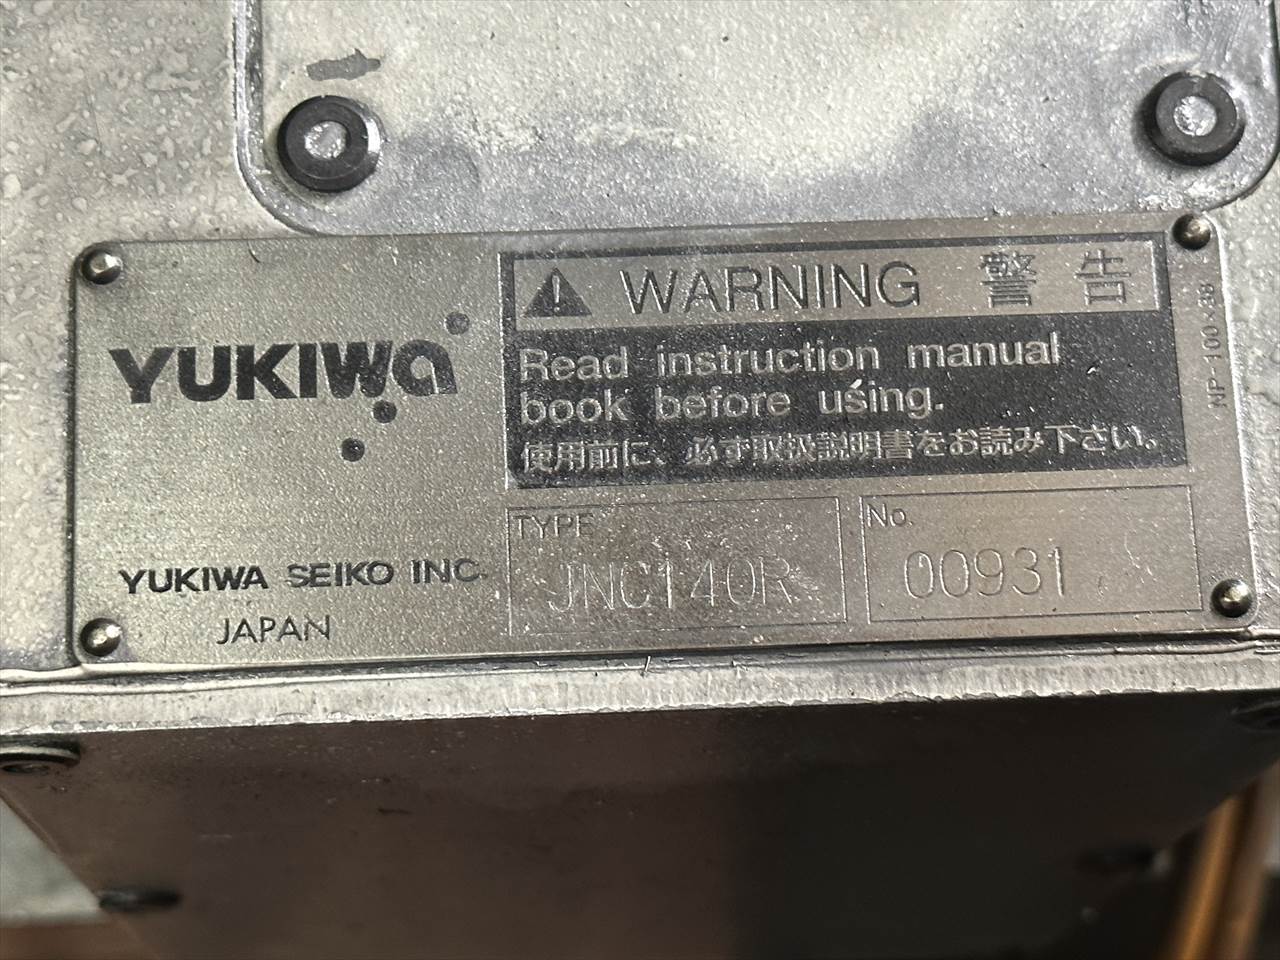 YUKIWA
YUKIWA SEIKO INC.
JAPAN
WARNING 警告
Read instruction manual
book before using.
使用前に、必ず取扱説明書をお読み下さい。
TYPE
JNC140R
No.
00931
NP-100×38